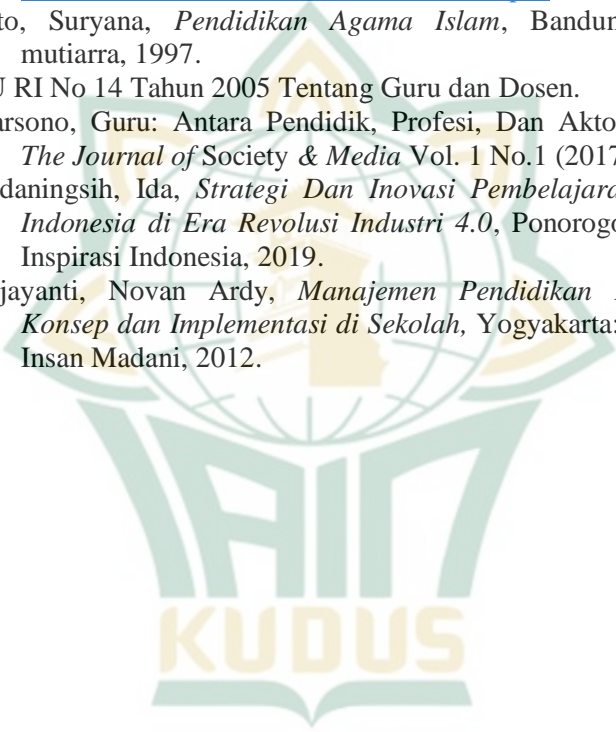 to, Suryana, Pendidikan Agama Islam, Bandun
mutiarra, 1997.
U RI No 14 Tahun 2005 Tentang Guru dan Dosen.
arsono, Guru: Antara Pendidik, Profesi, Dan Akto
The Journal of Society & Media Vol. 1 No.1 (2017
daningsih, Ida, Strategi Dan Inovasi Pembelajara
Indonesia di Era Revolusi Industri 4.0, Ponorogo
Inspirasi Indonesia, 2019.
jayanti, Novan Ardy, Manajemen Pendidikan
Konsep dan Implementasi di Sekolah, Yogyakarta:
Insan Madani, 2012.
IAIN
KUDUS